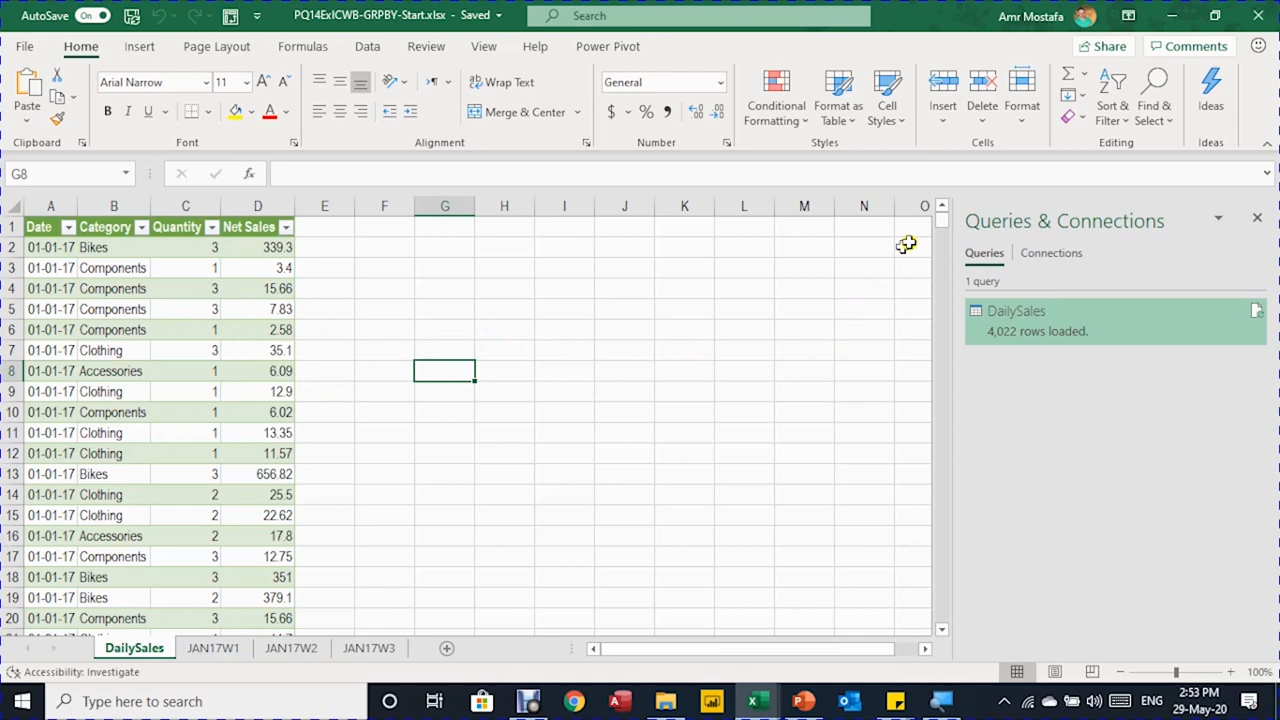 AutoSave On PQ14ExlCWB-GRPBY-Start.xlsx - Saved Search Amr Mostafa
File Home Insert Page Layout Formulas Data Review View Help Power Pivot Share Comments
Paste Arial Narrow 11 Wrap Text General Conditional Formatting Format as Table Cell Styles Insert Delete Format Sort & Filter Find & Select Ideas
B I U A Merge & Center $ %
Clipboard Font Alignment Number Styles Cells Editing Ideas
G8 fx
A B C D E F G H I J K L M N O
1 Date Category Quantity Net Sales
2 01-01-17 Bikes 3 339.3
3 01-01-17 Components 1 3.4
4 01-01-17 Components 3 15.66
5 01-01-17 Components 3 7.83
6 01-01-17 Components 1 2.58
7 01-01-17 Clothing 3 35.1
8 01-01-17 Accessories 1 6.09
9 01-01-17 Clothing 1 12.9
10 01-01-17 Components 1 6.02
11 01-01-17 Clothing 1 13.35
12 01-01-17 Clothing 1 11.57
13 01-01-17 Bikes 3 656.82
14 01-01-17 Clothing 2 25.5
15 01-01-17 Clothing 2 22.62
16 01-01-17 Accessories 2 17.8
17 01-01-17 Components 3 12.75
18 01-01-17 Bikes 3 351
19 01-01-17 Bikes 2 379.1
20 01-01-17 Components 3 15.66
Queries & Connections
Queries Connections
1 query
DailySales
4,022 rows loaded.
DailySales JAN17W1 JAN17W2 JAN17W3
Accessibility: Investigate 100%
Type here to search ENG 2:53 PM
29-May-20